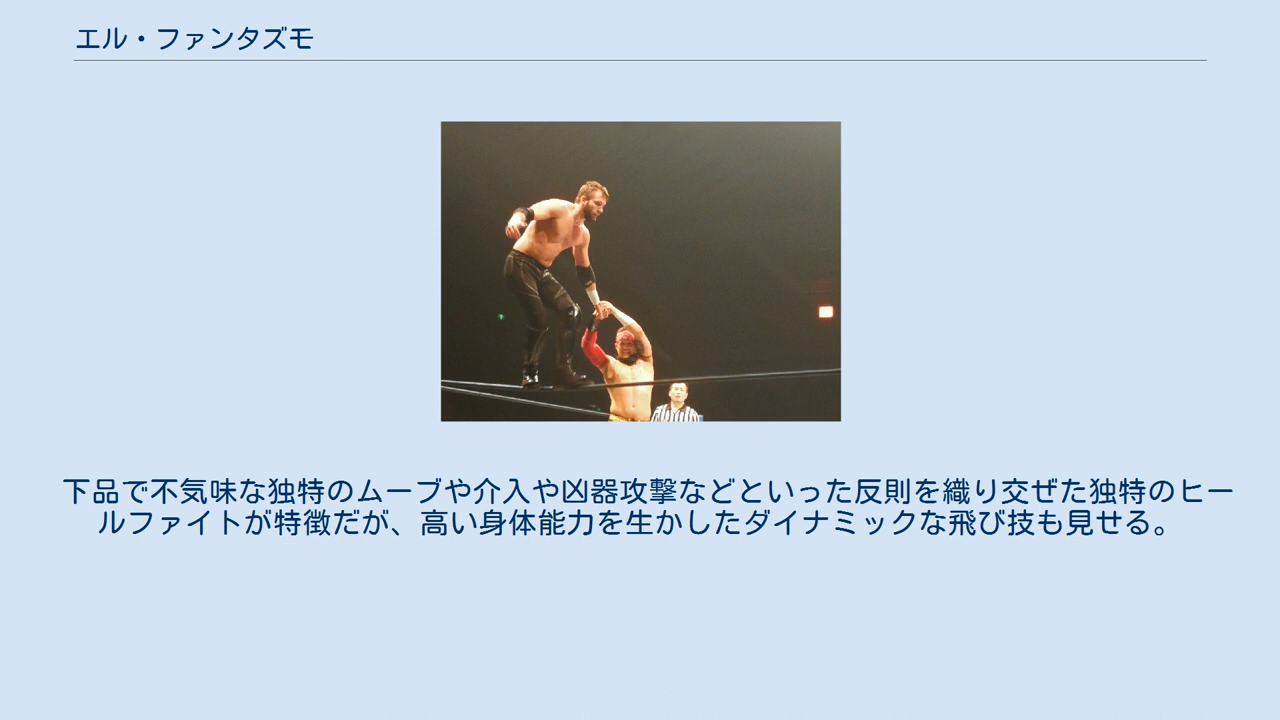 エル・ファンタズモ
下品で不気味な独特のムーブや介入や凶器攻撃などといった反則を織り交ぜた独特のヒー
ルファイトが特徴だが、高い身体能力を生かしたダイナミックな飛び技も見せる。